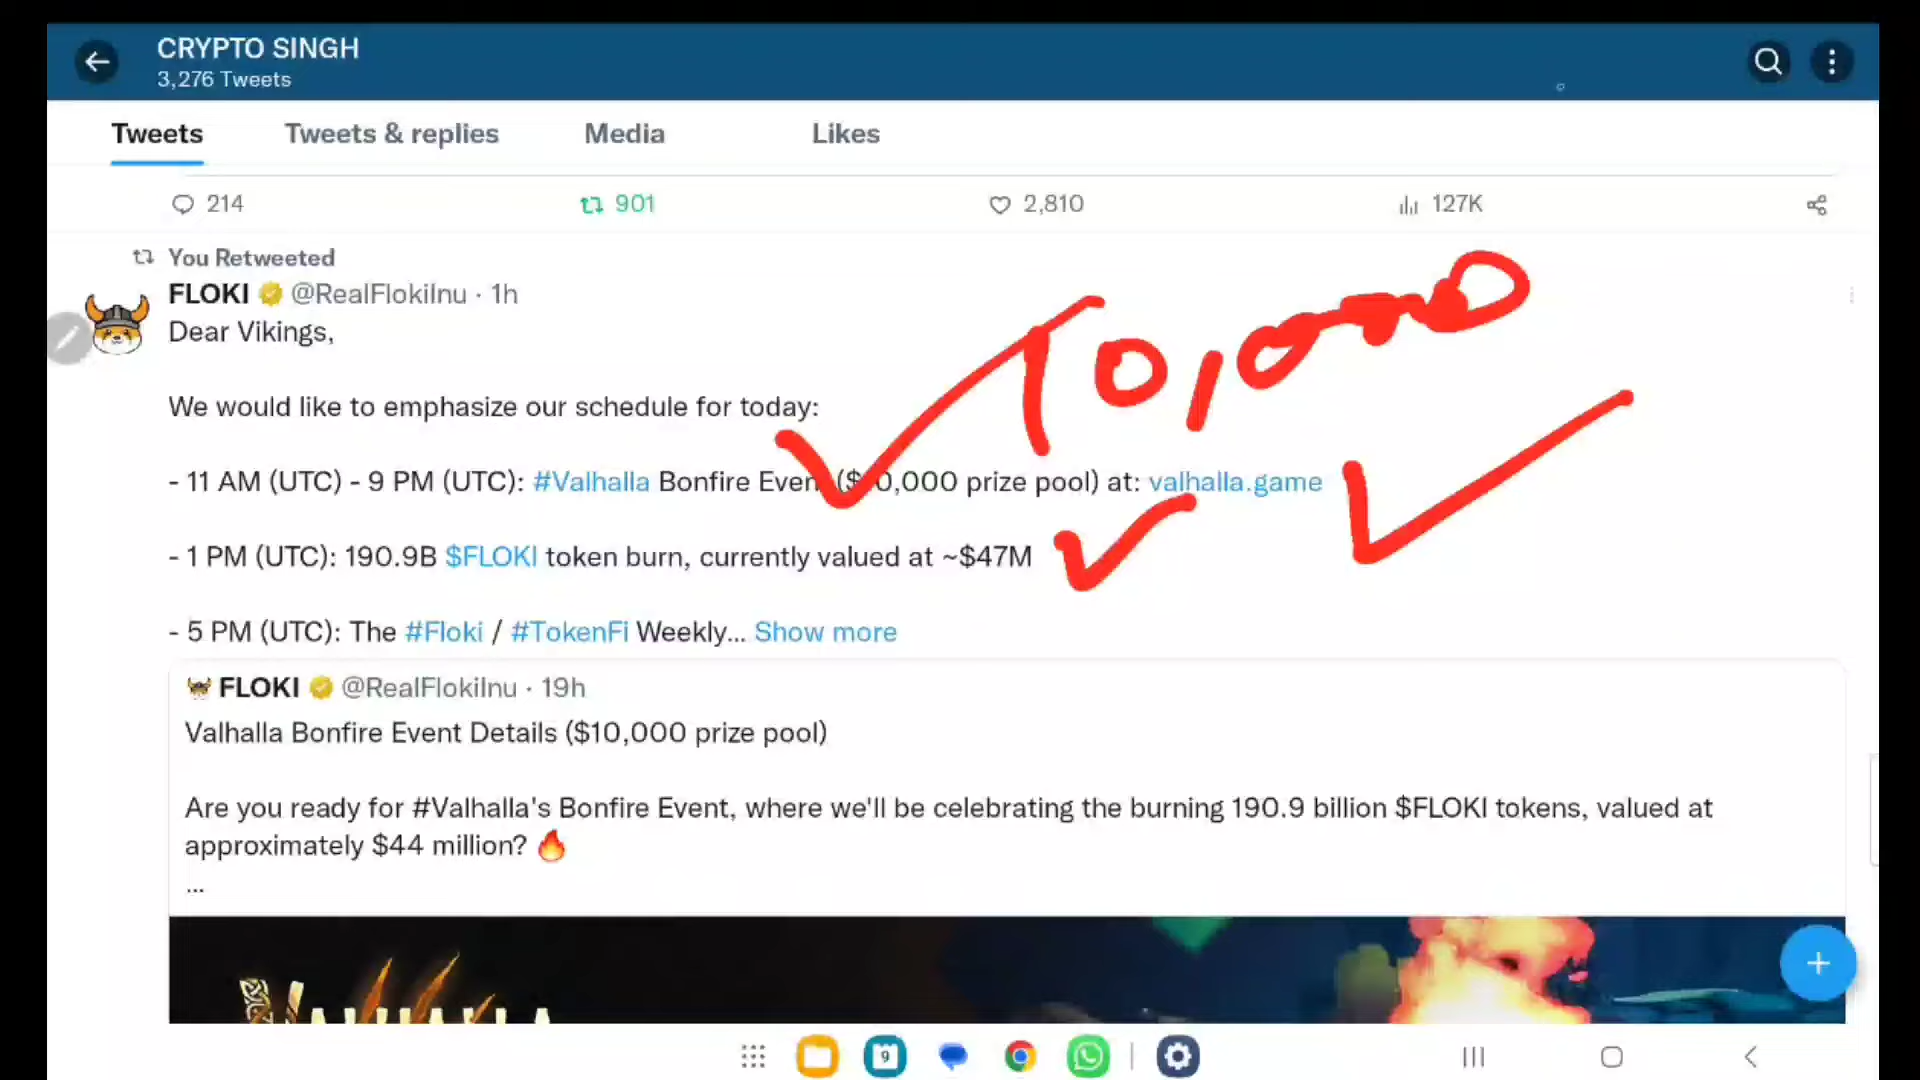 CRYPTO SINGH
3,276 Tweets
Tweets Tweets & replies Media Likes
214 901 2,810 127K
You Retweeted
FLOKI @RealFlokiInu · 1h
Dear Vikings,
10,000
We would like to emphasize our schedule for today:
- 11 AM (UTC) - 9 PM (UTC): #Valhalla Bonfire Event ($10,000 prize pool) at: valhalla.game
- 1 PM (UTC): 190.9B $FLOKI token burn, currently valued at ~$47M
- 5 PM (UTC): The #Floki / #TokenFi Weekly... Show more
FLOKI @RealFlokiInu · 19h
Valhalla Bonfire Event Details ($10,000 prize pool)
Are you ready for #Valhalla's Bonfire Event, where we'll be celebrating the burning 190.9 billion $FLOKI tokens, valued at
approximately $44 million? 🔥
...
VALHALLA
9